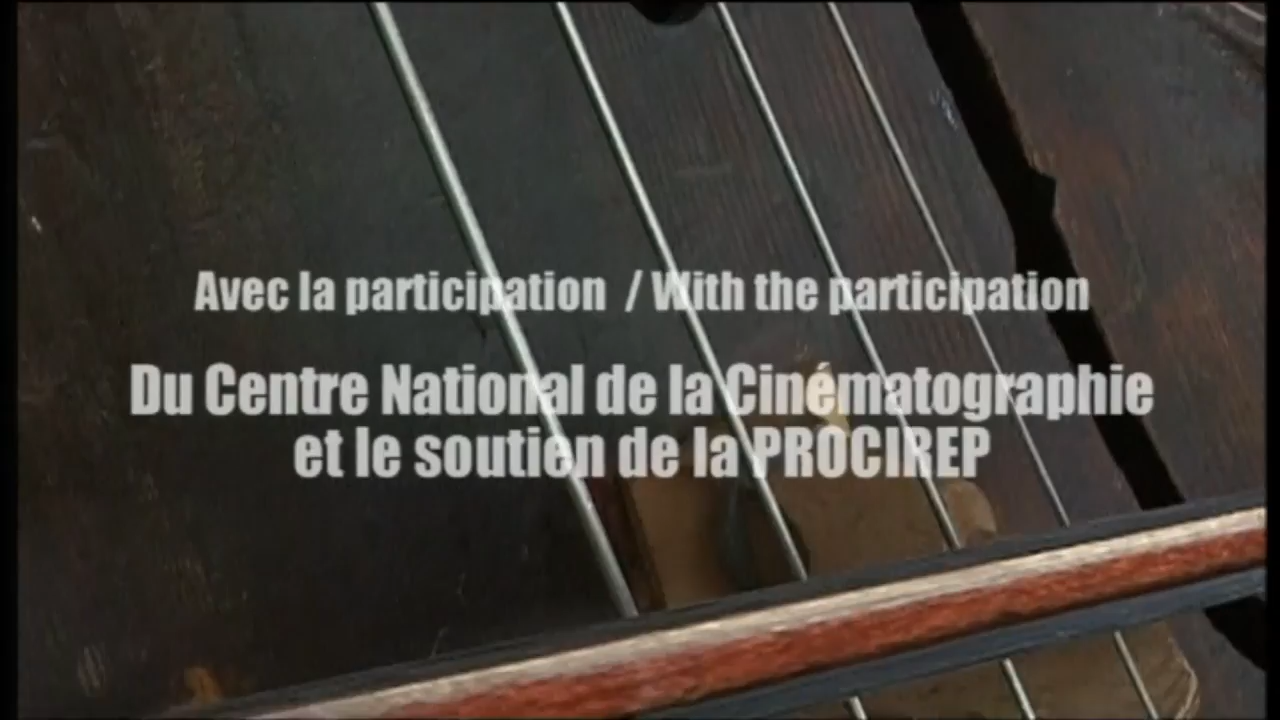 Avec la participation / With the participation
Du Centre National de la Cinématographie
et le soutien de la PROCIREP